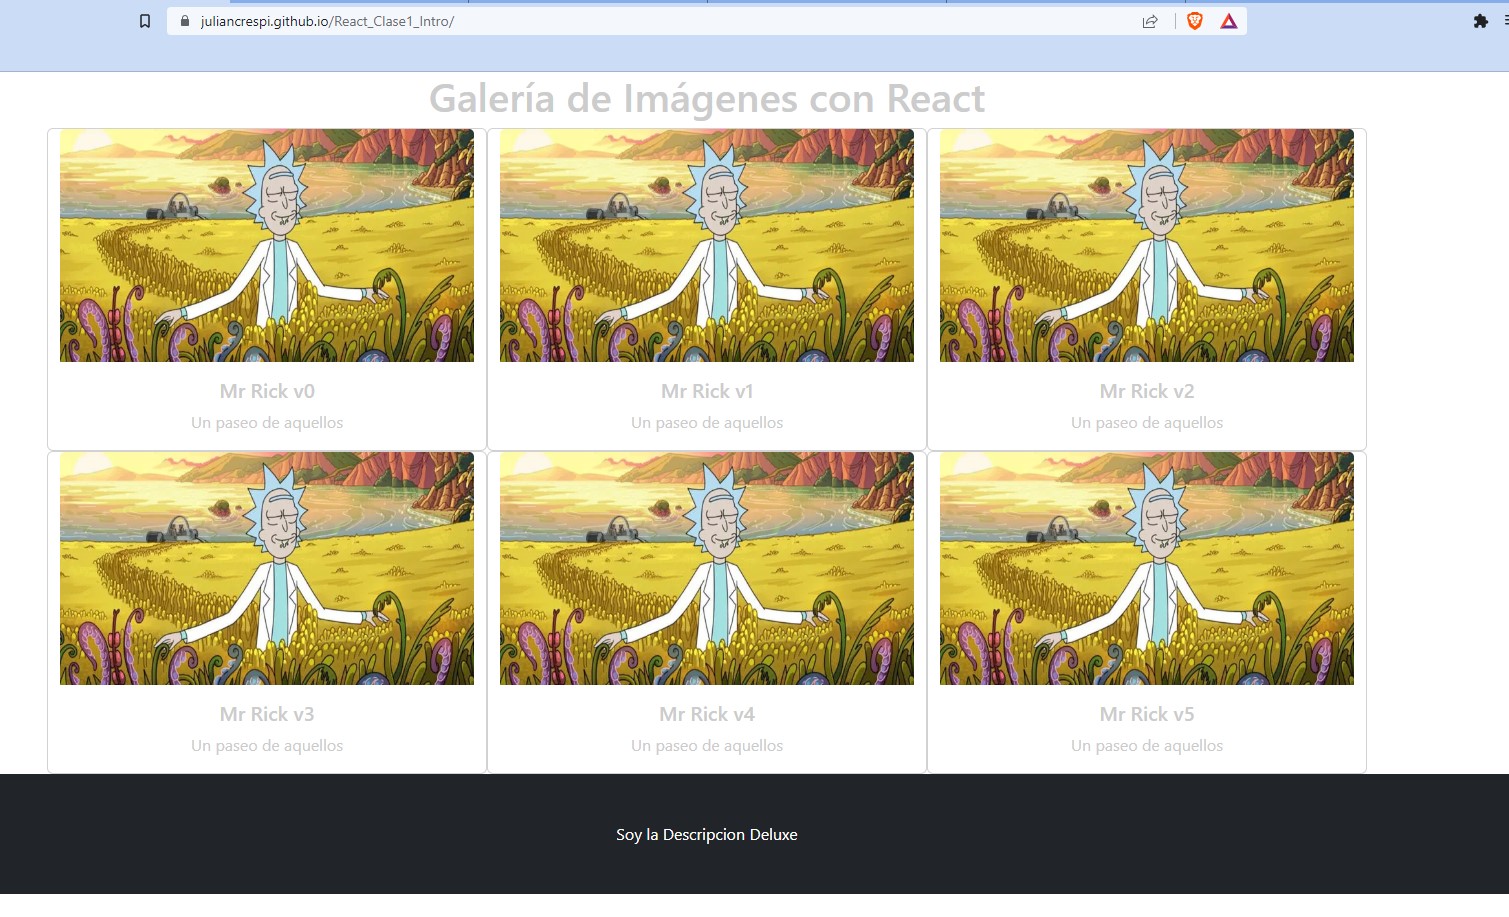 juliancrespi.github.io/React_Clase1_Intro/
Galería de Imágenes con React
Mr Rick v0
Un paseo de aquellos
Mr Rick v1
Un paseo de aquellos
Mr Rick v2
Un paseo de aquellos
Mr Rick v3
Un paseo de aquellos
Mr Rick v4
Un paseo de aquellos
Mr Rick v5
Un paseo de aquellos
Soy la Descripcion Deluxe